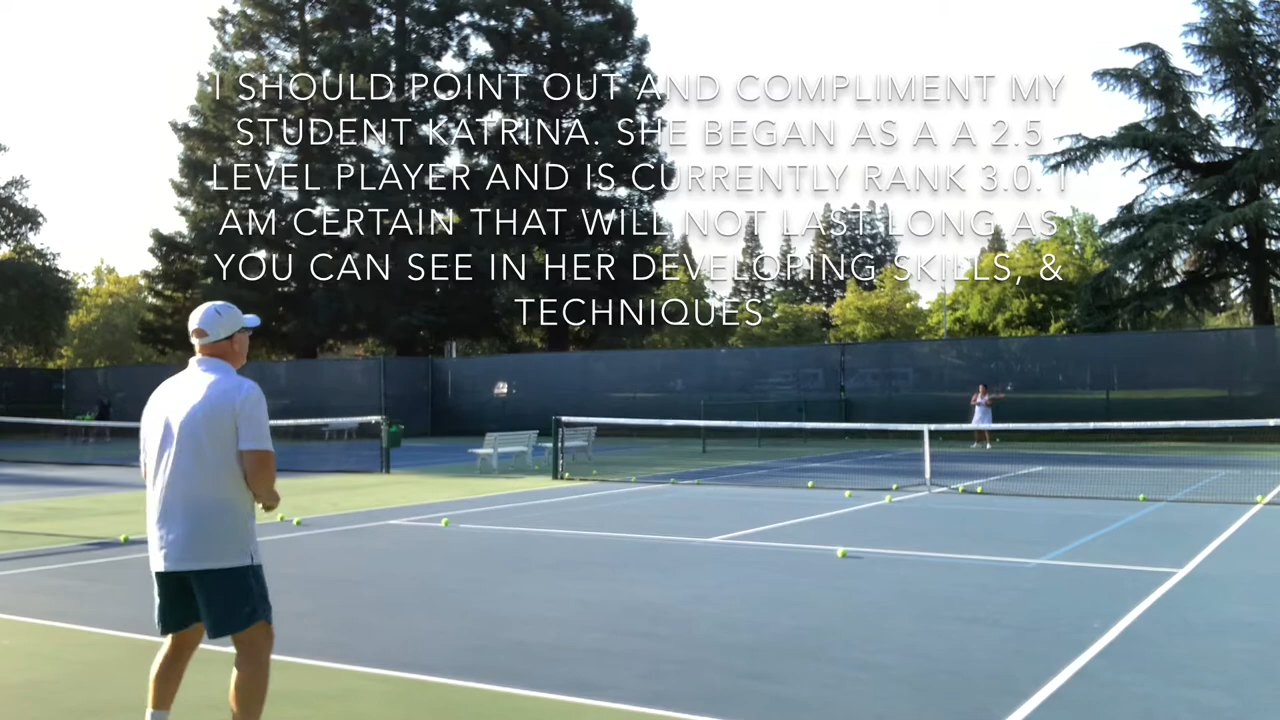 I SHOULD POINT OUT AND COMPLIMENT MY
STUDENT KATRINA. SHE BEGAN AS A A 2.5
LEVEL PLAYER AND IS CURRENTLY RANK 3.0. I
AM CERTAIN THAT WILL NOT LAST LONG AS
YOU CAN SEE IN HER DEVELOPING SKILLS, &
TECHNIQUES